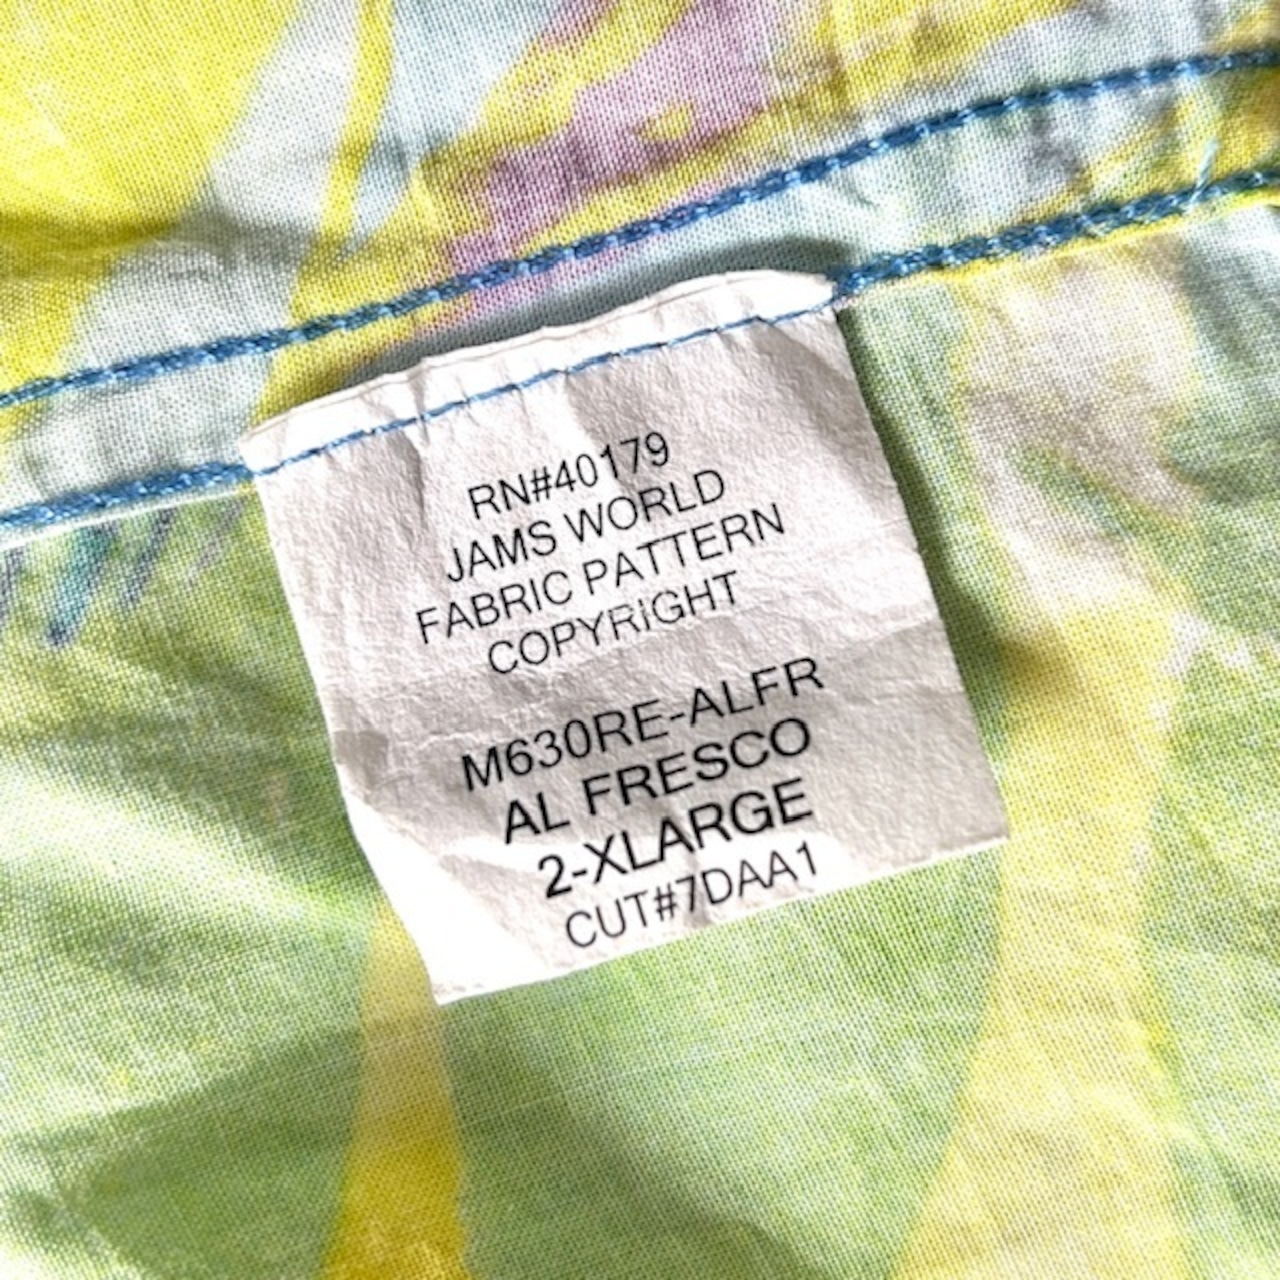 RN#40179
JAMS WORLD
FABRIC PATTERN
COPYRIGHT
M630RE-ALFR
AL FRESCO
2-XLARGE
CUT#7DAA1